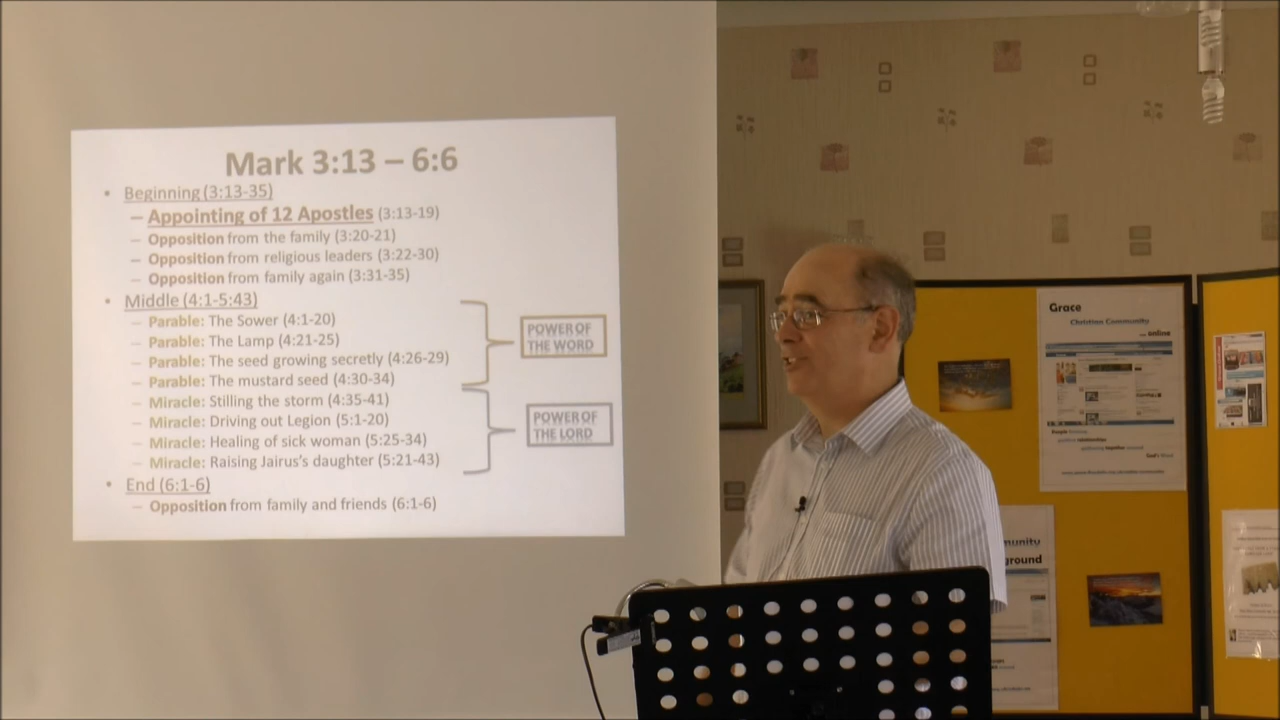 Mark 3:13 – 6:6
• Beginning (3:13-35)
– Appointing of 12 Apostles (3:13-19)
– Opposition from the family (3:20-21)
– Opposition from religious leaders (3:22-30)
– Opposition from family again (3:31-35)
• Middle (4:1-5:43)
– Parable: The Sower (4:1-20)
– Parable: The Lamp (4:21-25)
– Parable: The seed growing secretly (4:26-29)
– Parable: The mustard seed (4:30-34)
– Miracle: Stilling the storm (4:35-41)
– Miracle: Driving out Legion (5:1-20)
– Miracle: Healing of sick woman (5:25-34)
– Miracle: Raising Jairus's daughter (5:21-43)
• End (6:1-6)
– Opposition from family and friends (6:1-6)
POWER OF
THE WORD
POWER OF
THE LORD
Grace
Christian Community
online
God's Word
munity
ground